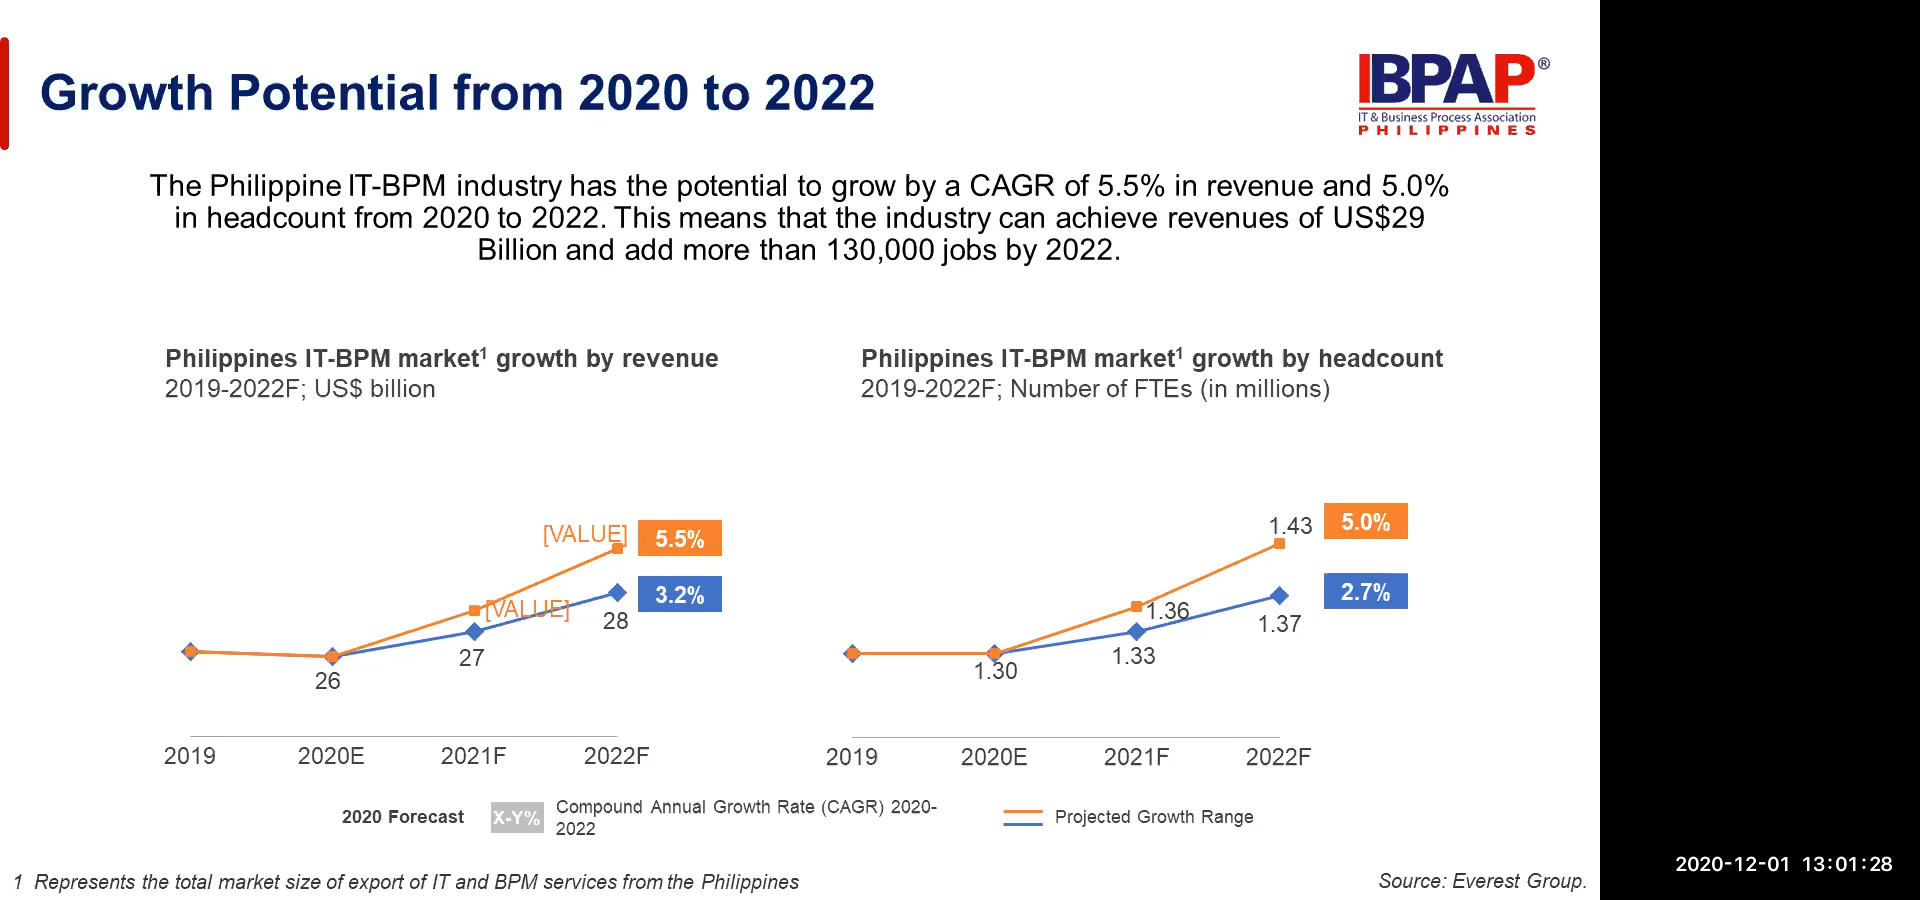 Growth Potential from 2020 to 2022
IBPAP®
IT & Business Process Association
PHILIPPINES
The Philippine IT-BPM industry has the potential to grow by a CAGR of 5.5% in revenue and 5.0%
in headcount from 2020 to 2022. This means that the industry can achieve revenues of US$29
Billion and add more than 130,000 jobs by 2022.
Philippines IT-BPM market¹ growth by revenue
2019-2022F; US$ billion
[VALUE]
5.5%
3.2%
[VALUE]
28
27
26
2019 2020E 2021F 2022F
Philippines IT-BPM market¹ growth by headcount
2019-2022F; Number of FTEs (in millions)
1.43
5.0%
2.7%
1.36
1.37
1.33
1.30
2019 2020E 2021F 2022F
2020 Forecast
X-Y%
Compound Annual Growth Rate (CAGR) 2020-
2022
Projected Growth Range
1 Represents the total market size of export of IT and BPM services from the Philippines
Source: Everest Group.
2020-12-01 13:01:28